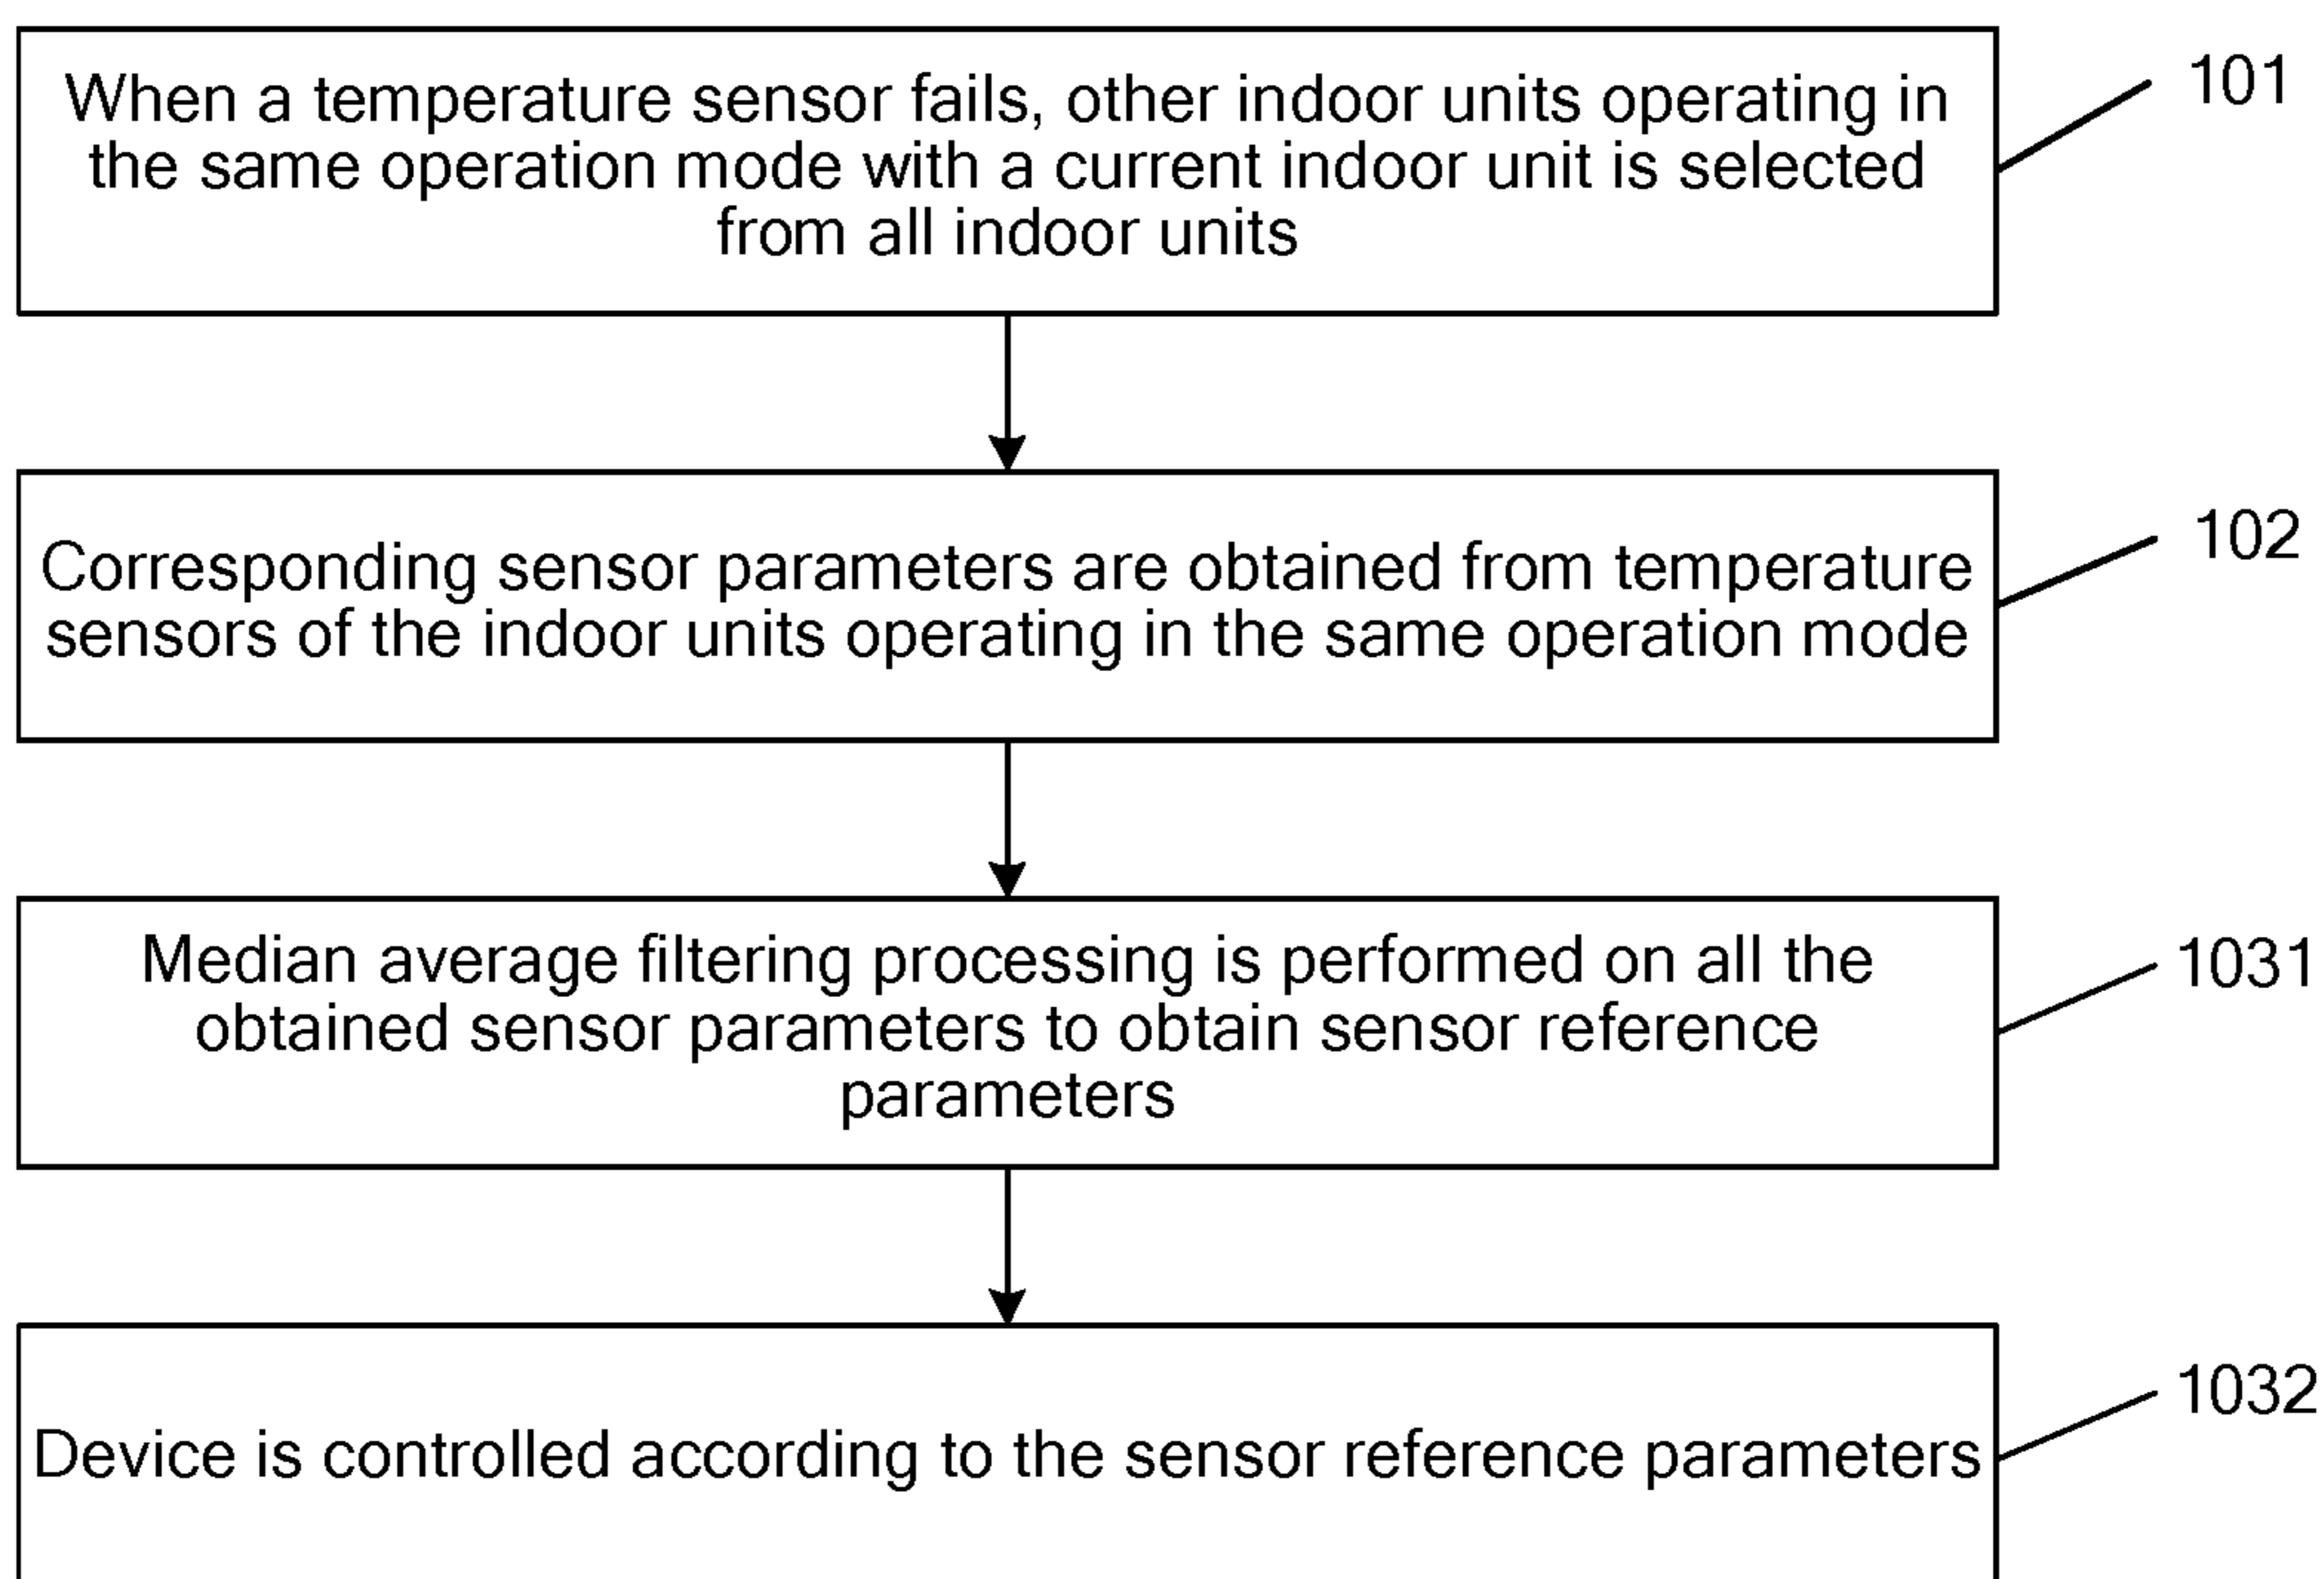 When a temperature sensor fails, other indoor units operating in
the same operation mode with a current indoor unit is selected
from all indoor units
101
Corresponding sensor parameters are obtained from temperature
sensors of the indoor units operating in the same operation mode
102
Median average filtering processing is performed on all the
obtained sensor parameters to obtain sensor reference
parameters
1031
Device is controlled according to the sensor reference parameters
1032